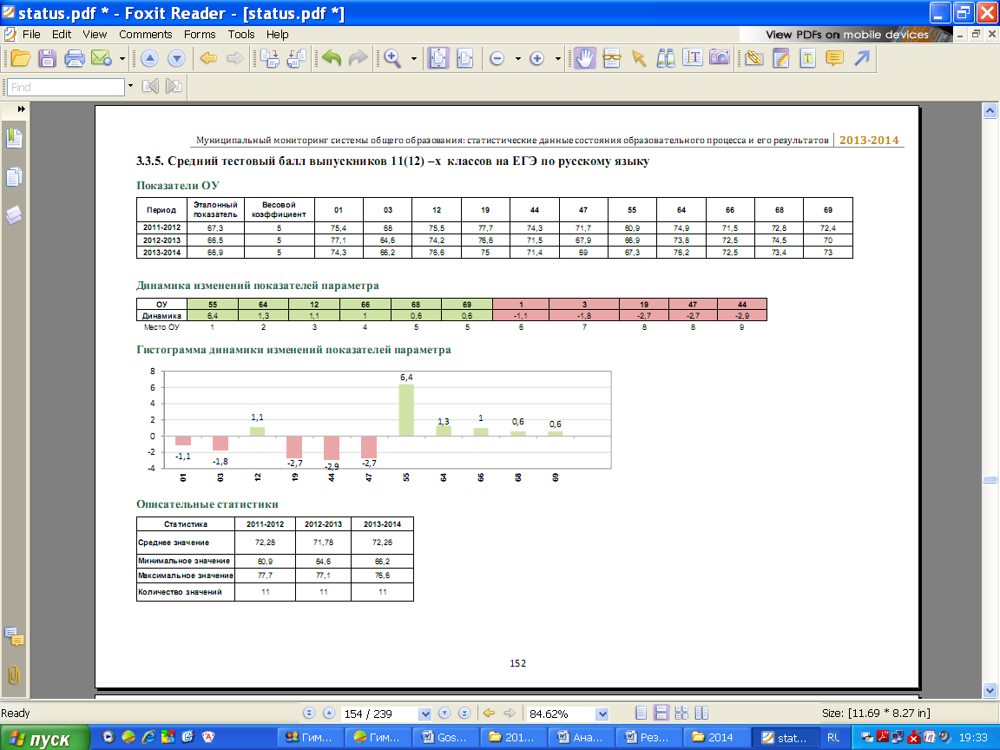 status.pdf * - Foxit Reader - [status.pdf *]
File Edit View Comments Forms Tools Help
View PDFs on mobile devices
Find
Муниципальный мониторинг системы общего образования: статистические данные состояния образовательного процесса и его результатов 2013-2014
3.3.5. Средний тестовый балл выпускников 11(12) –х классов на ЕГЭ по русскому языку
Показатели ОУ
Период Эталонный показатель Весовой коэффициент 01 03 12 19 44 47 55 64 66 68 69
2011-2012 67,3 5 75,4 68 75,5 77,7 74,3 71,7 60,9 74,9 71,5 72,8 72,4
2012-2013 66,5 5 77,1 64,6 74,2 76,6 71,5 67,9 66,9 73,8 72,5 74,5 70
2013-2014 66,9 5 74,3 66,2 76,6 75 71,4 69 67,3 76,2 72,5 73,4 73
Динамика изменений показателей параметра
ОУ 55 64 12 66 68 69 1 3 19 47 44
Динамика 6,4 1,3 1,1 1 0,6 0,6 -1,1 -1,8 -2,7 -2,7 -2,9
Место ОУ 1 2 3 4 5 5 6 7 8 8 9
Гистограмма динамики изменений показателей параметра
8
6
4
2
0
-2
-4
-1,1 -1,8 1,1 -2,7 -2,9 -2,7 6,4 1,3 1 0,6 0,6
01 03 12 19 44 47 55 64 66 68 69
Описательные статистики
Статистика 2011-2012 2012-2013 2013-2014
Среднее значение 72,28 71,78 72,26
Минимальное значение 60,9 64,6 66,2
Максимальное значение 77,7 77,1 76,6
Количество значений 11 11 11
152
Ready 154 / 239 84.62% Size: [11.69 * 8.27 in]
пуск Гим... Гим... Gos... 201... Ана... Рез... 2014 stat... RU 19:33